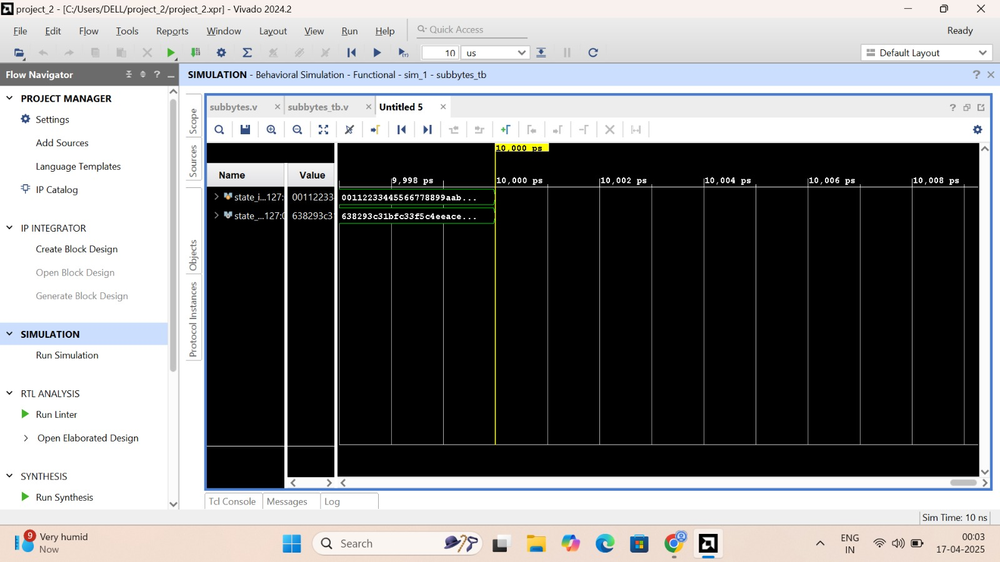 project_2 - [C:/Users/DELL/project_2/project_2.xpr] - Vivado 2024.2
File Edit Flow Tools Reports Window Layout View Run Help
Quick Access
Ready
10 us
Default Layout
Flow Navigator
SIMULATION - Behavioral Simulation - Functional - sim_1 - subbytes_tb
PROJECT MANAGER
Settings
Add Sources
Language Templates
IP Catalog
IP INTEGRATOR
Create Block Design
Open Block Design
Generate Block Design
SIMULATION
Run Simulation
RTL ANALYSIS
Run Linter
Open Elaborated Design
SYNTHESIS
Run Synthesis
Scope
Sources
Objects
Protocol Instances
subbytes.v
subbytes_tb.v
Untitled 5
10,000 ps
Name Value
9,998 ps 10,000 ps 10,002 ps 10,004 ps 10,006 ps 10,008 ps
state_i...127: 00112233 00112233445566778899aab...
state_...127:0 638293c3 638293c31bfc33f5c4eeace...
Tcl Console Messages Log
Sim Time: 10 ns
9
Very humid
Now
Search
ENG
IN
00:03
17-04-2025